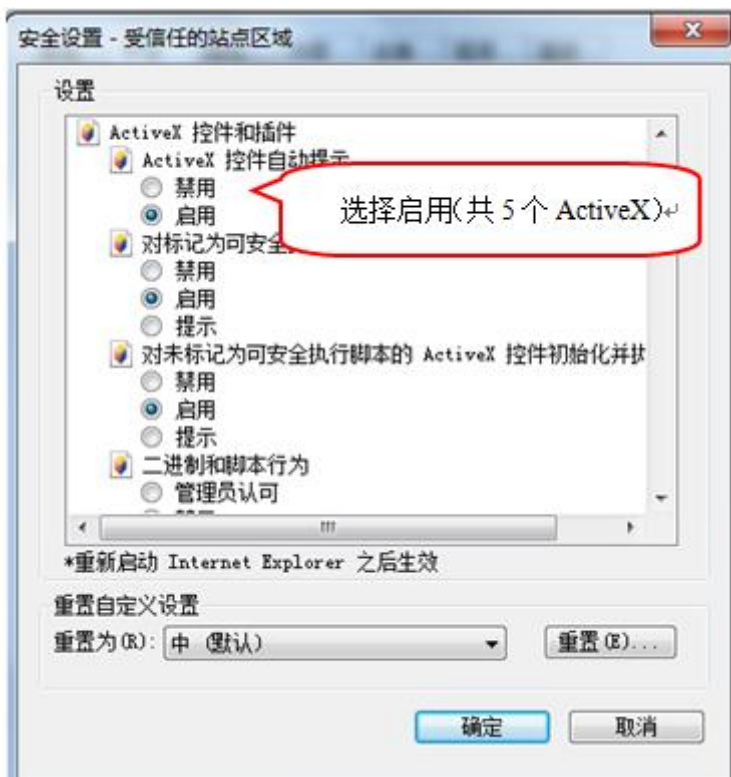 安全设置 - 受信任的站点区域
设置
ActiveX 控件和插件
ActiveX 控件自动提示
禁用
启用
选择启用(共 5 个 ActiveX)↵
对标记为可安全
禁用
启用
提示
对未标记为可安全执行脚本的 ActiveX 控件初始化并执
禁用
启用
提示
二进制和脚本行为
管理员认可
*重新启动 Internet Explorer 之后生效
重置自定义设置
重置为(R): 中 (默认) 重置(E)...
确定 取消